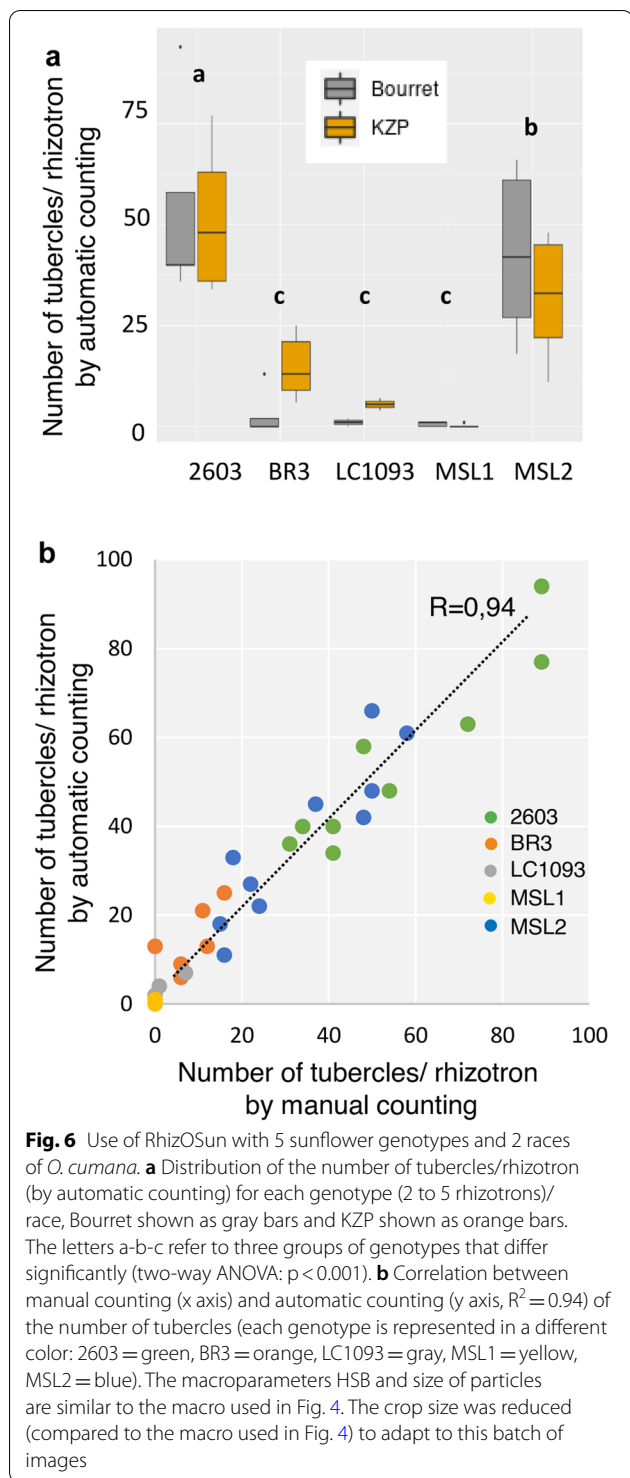 a
Number of tubercles/ rhizotron
by automatic counting
75
50
25
0
a
c
c
c
b
Bourret
KZP
2603 BR3 LC1093 MSL1 MSL2
b
Number of tubercles/ rhizotron
by automatic counting
100
80
60
40
20
0
R=0,94
2603
BR3
LC1093
MSL1
MSL2
0 20 40 60 80 100
Number of tubercles/ rhizotron
by manual counting
Fig. 6 Use of RhizOSun with 5 sunflower genotypes and 2 races
of O. cumana. a Distribution of the number of tubercles/rhizotron
(by automatic counting) for each genotype (2 to 5 rhizotrons)/
race, Bourret shown as gray bars and KZP shown as orange bars.
The letters a-b-c refer to three groups of genotypes that differ
significantly (two-way ANOVA: p < 0.001). b Correlation between
manual counting (x axis) and automatic counting (y axis, R² = 0.94) of
the number of tubercles (each genotype is represented in a different
color: 2603 = green, BR3 = orange, LC1093 = gray, MSL1 = yellow,
MSL2 = blue). The macroparameters HSB and size of particles
are similar to the macro used in Fig. 4. The crop size was reduced
(compared to the macro used in Fig. 4) to adapt to this batch of
images